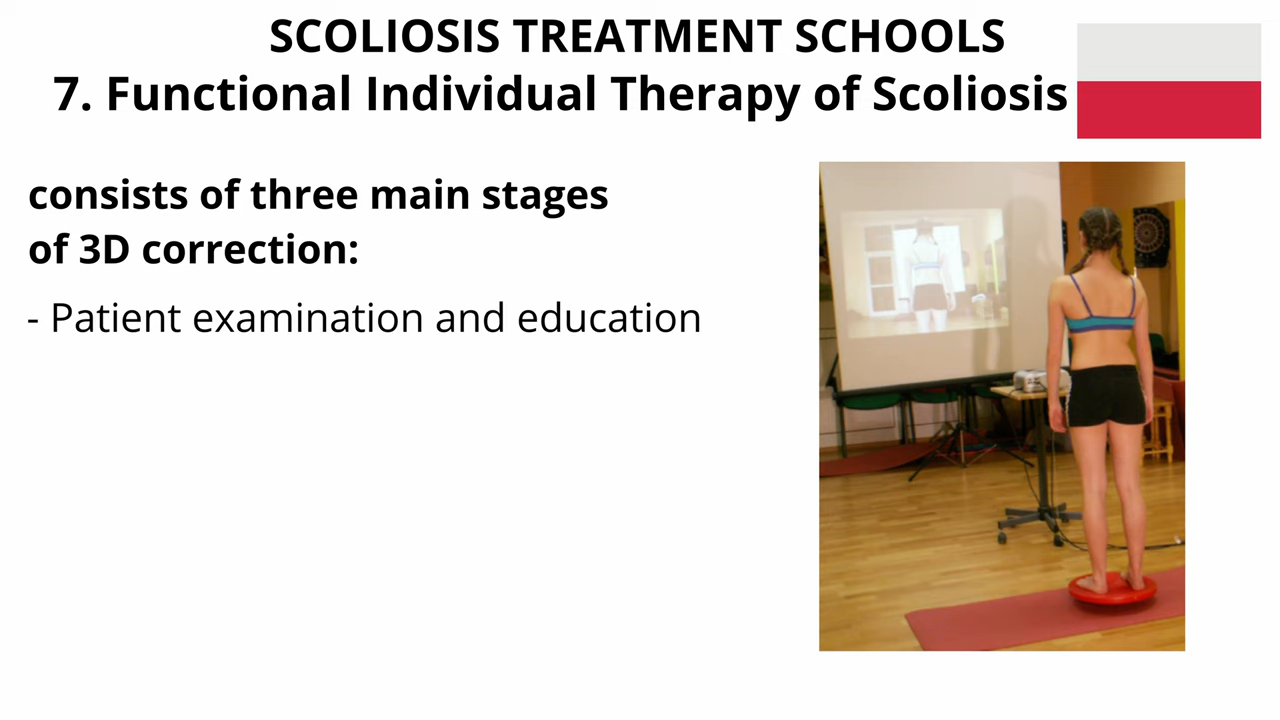 SCOLIOSIS TREATMENT SCHOOLS
7. Functional Individual Therapy of Scoliosis
consists of three main stages
of 3D correction:
- Patient examination and education